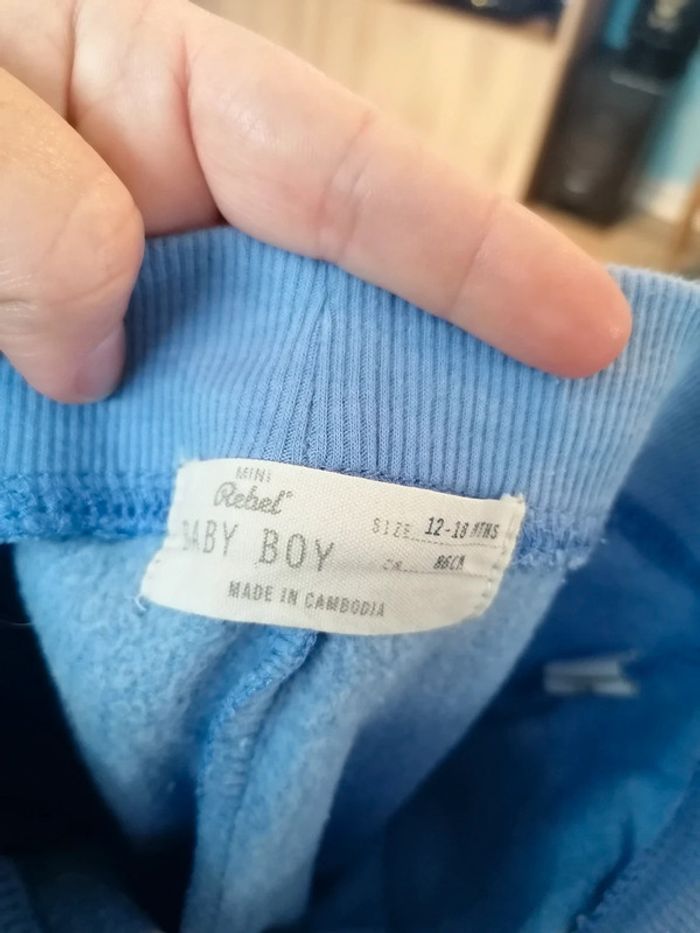 MINI
Rebel
BABY BOY
SIZE 12-18 MTHS
86CM
MADE IN CAMBODIA